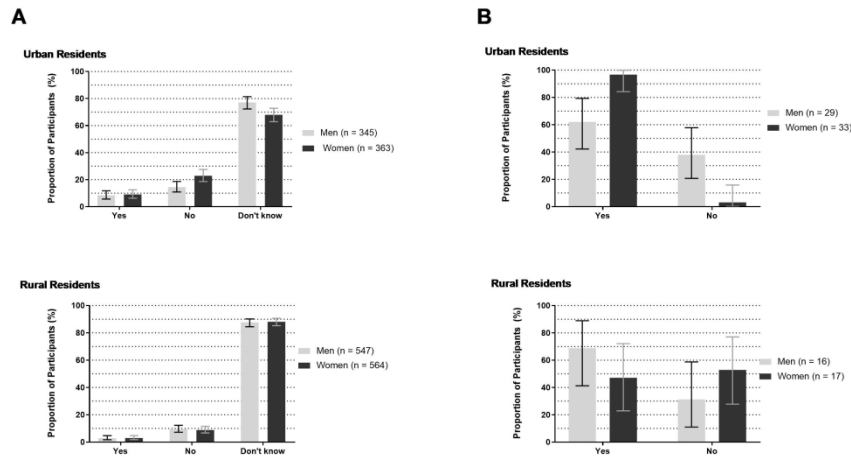 A
Urban Residents
Proportion of Participants (%)
100
80
60
40
20
0
Yes No Don't know
Men (n = 345)
Women (n = 363)
Rural Residents
Proportion of Participants (%)
100
80
60
40
20
0
Yes No Don't know
Men (n = 547)
Women (n = 564)
B
Urban Residents
Proportion of Participants (%)
100
80
60
40
20
0
Yes No
Men (n = 29)
Women (n = 33)
Rural Residents
Proportion of Participants (%)
100
80
60
40
20
0
Yes No
Men (n = 16)
Women (n = 17)